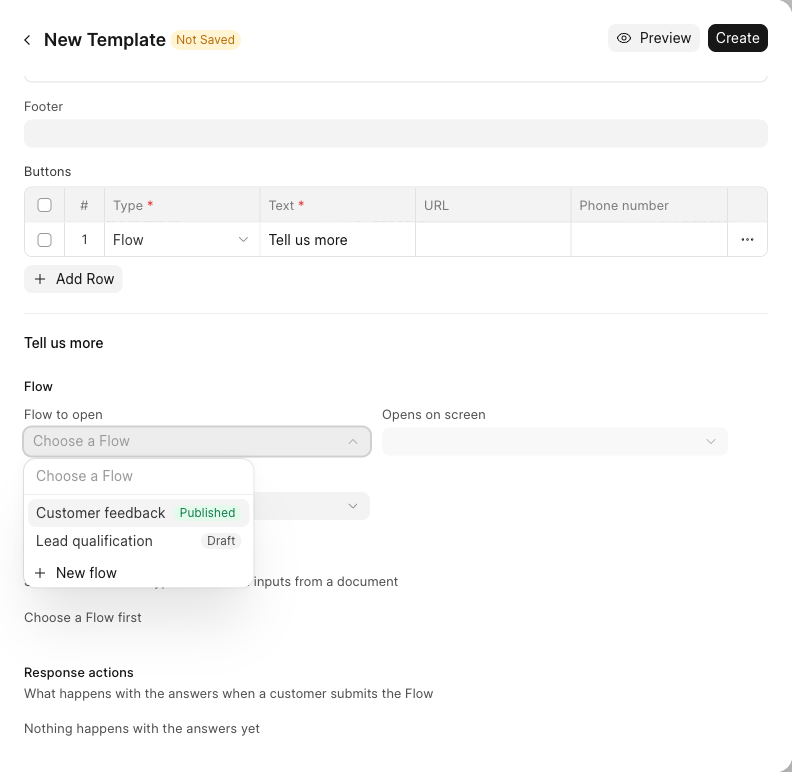 New Template Not Saved Preview Create
Footer
Buttons
# Type * Text * URL Phone number
1 Flow Tell us more
Add Row
Tell us more
Flow
Flow to open Opens on screen
Choose a Flow
Choose a Flow
Customer feedback Published
Lead qualification Draft
New flow
inputs from a document
Choose a Flow first
Response actions
What happens with the answers when a customer submits the Flow
Nothing happens with the answers yet